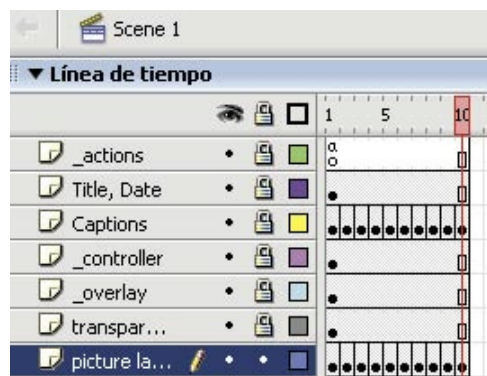 Scene 1
Línea de tiempo
1 5 10
_actions a
Title, Date
Captions
_controller
_overlay
transpar...
picture la...